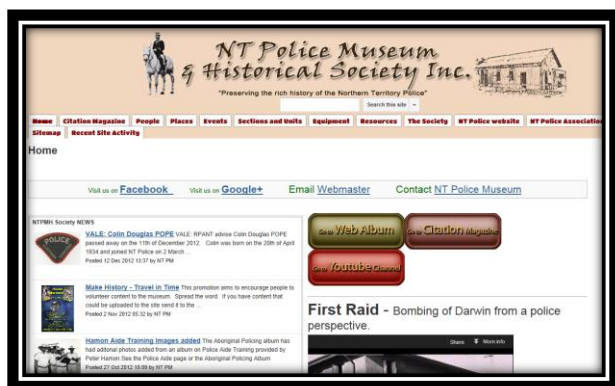 NT Police Museum
& Historical Society Inc.
"Preserving the rich history of the Northern Territory Police"
Search this site
Home Citation Magazine People Places Events Sections and Units Equipment Resources The Society NT Police website NT Police Association
Sitemap Recent Site Activity
Home
Visit us on Facebook Visit us on Google+ Email Webmaster Contact NT Police Museum
NTPMH Society NEWS
POLICE
VALE: Colin Douglas POPE VALE: RPANT advise Colin Douglas POPE
passed away on the 11th of December 2012. Colin was born on the 20th of April
1934 and joined NT Police on 2 March ...
Posted 12 Dec 2012 13:37 by NT PM
Make History - Travel in Time This promotion aims to encourage people to
volunteer content to the museum. Spread the word. If you have content that
could be uploaded to the site send it to the ...
Posted 2 Nov 2012 05:32 by NT PM
Hamon Aide Training images added The Aboriginal Policing album has
had aditional photos added from an album on Police Aide Training provided by
Peter Hamon See the Police Aide page or the Aboriginal Policing Album
Posted 27 Oct 2012 18:09 by NT PM
Go to Web Album
Go to Citation Magazine
Go to Youtube Channel
First Raid - Bombing of Darwin from a police
perspective.
Share More info